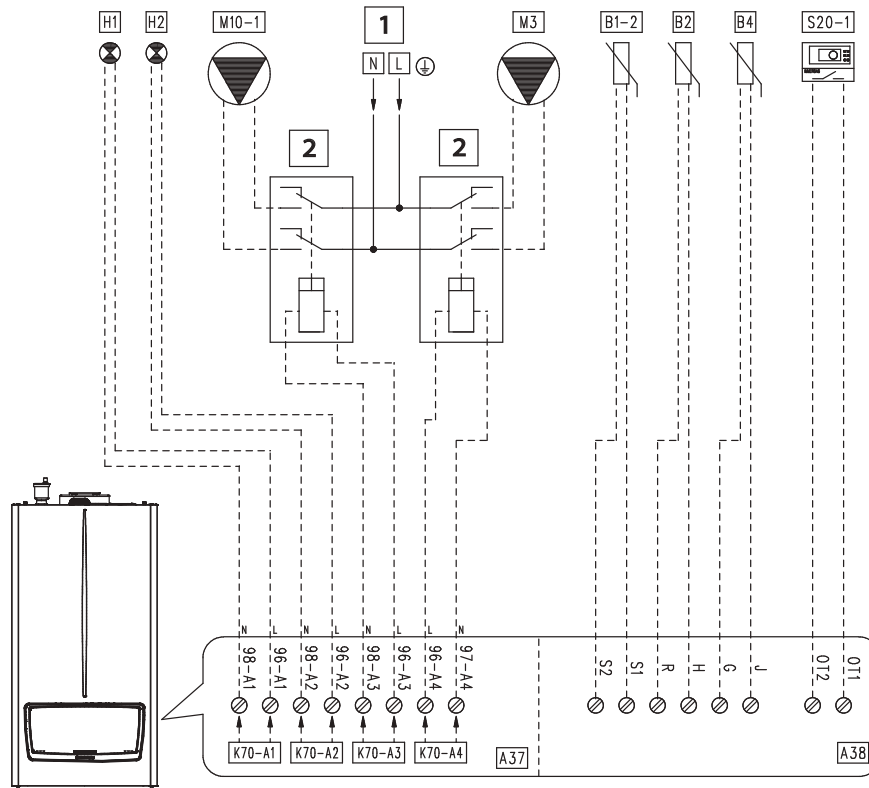 H1 H2 M10-1 1 M3 B1-2 B2 B4 S20-1
N L
2 2
N L N L N L L N
98-A1 96-A1 98-A2 96-A2 98-A3 96-A3 96-A4 97-A4 S2 S1 R H G J OT2 OT1
K70-A1 K70-A2 K70-A3 K70-A4 A37 A38